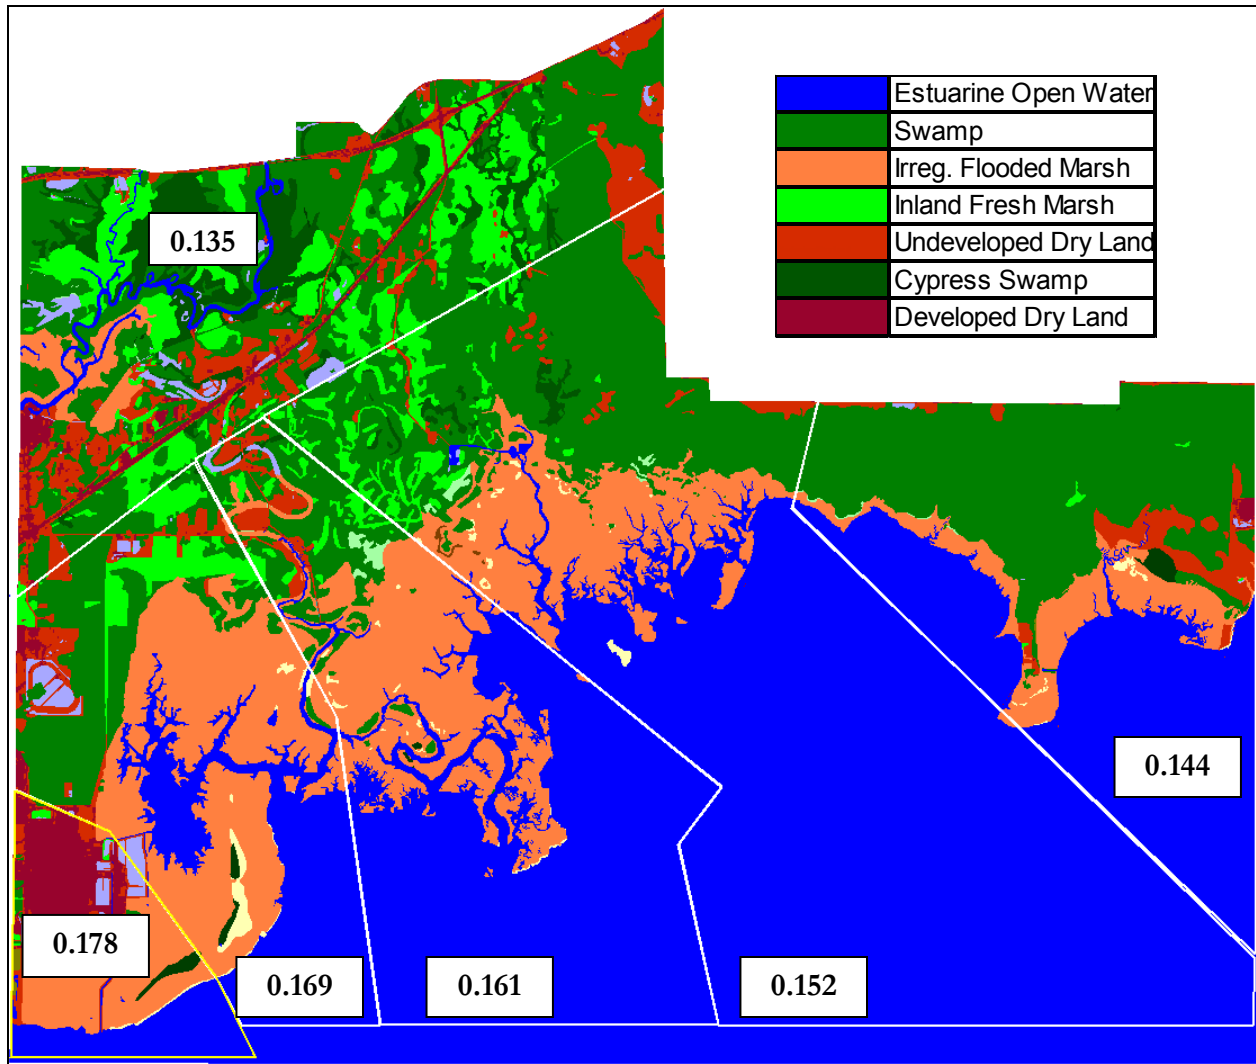 Estuarine Open Water
Swamp
Irreg. Flooded Marsh
Inland Fresh Marsh
Undeveloped Dry Land
Cypress Swamp
Developed Dry Land
0.135
0.144
0.178
0.169
0.161
0.152